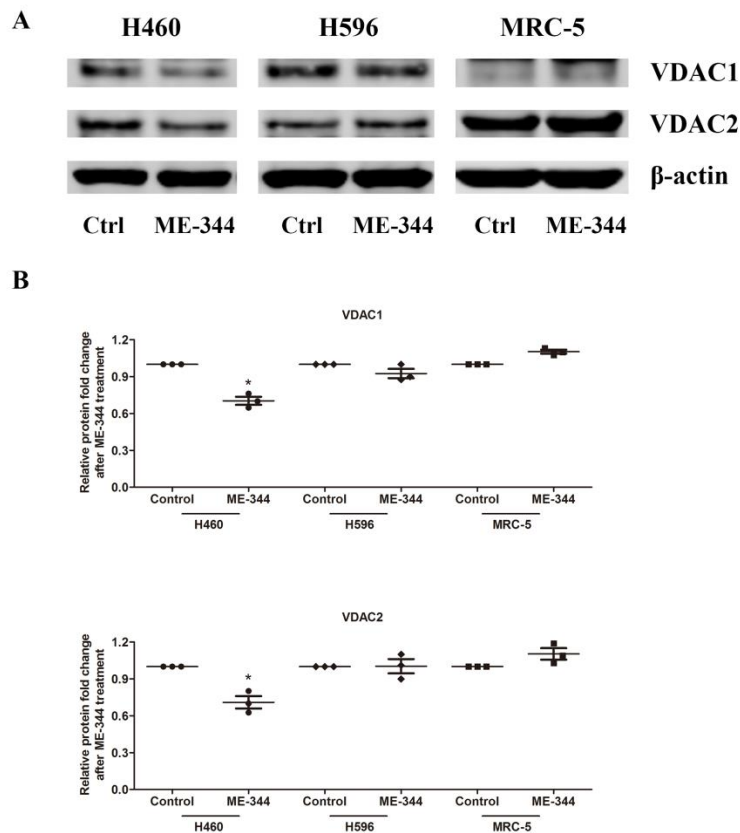 A
H460 H596 MRC-5
VDAC1
VDAC2
β-actin
Ctrl ME-344 Ctrl ME-344 Ctrl ME-344
B
VDAC1
Relative protein fold change
after ME-344 treatment
1.2
0.9
0.6
0.3
0.0
*
Control ME-344 Control ME-344 Control ME-344
H460 H596 MRC-5
VDAC2
Relative protein fold change
after ME-344 treatment
1.2
0.9
0.6
0.3
0.0
*
Control ME-344 Control ME-344 Control ME-344
H460 H596 MRC-5